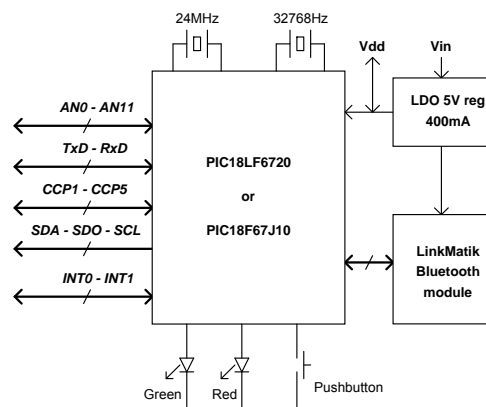 24MHz
32768Hz
Vdd
Vin
LDO 5V reg
400mA
AN0 - AN11
TxD - RxD
CCP1 - CCP5
SDA - SDO - SCL
INT0 - INT1
PIC18LF6720
or
PIC18F67J10
LinkMatik
Bluetooth
module
Green
Red
Pushbutton